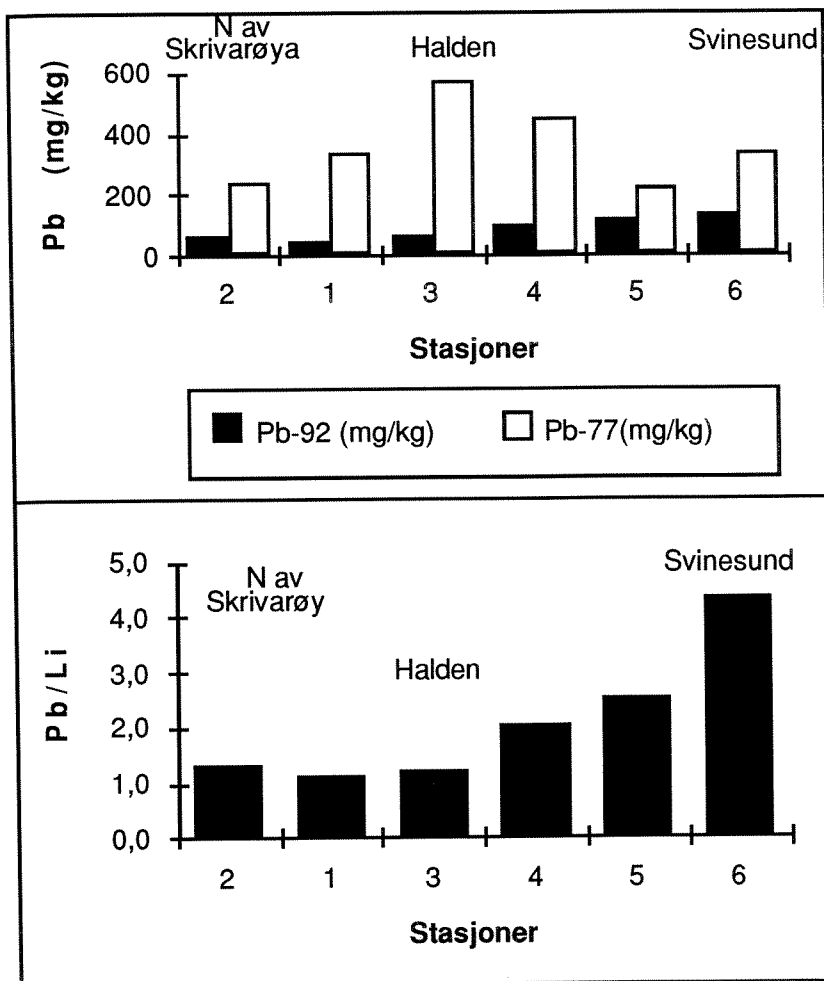 N av
Skrivarøya
Halden
Svinesund
Pb (mg/kg)
600
400
200
0
2 1 3 4 5 6
Stasjoner
Pb-92 (mg/kg) Pb-77(mg/kg)
5,0
4,0
3,0
2,0
1,0
0,0
Pb/Li
N av
Skrivarøy
Halden
Svinesund
2 1 3 4 5 6
Stasjoner